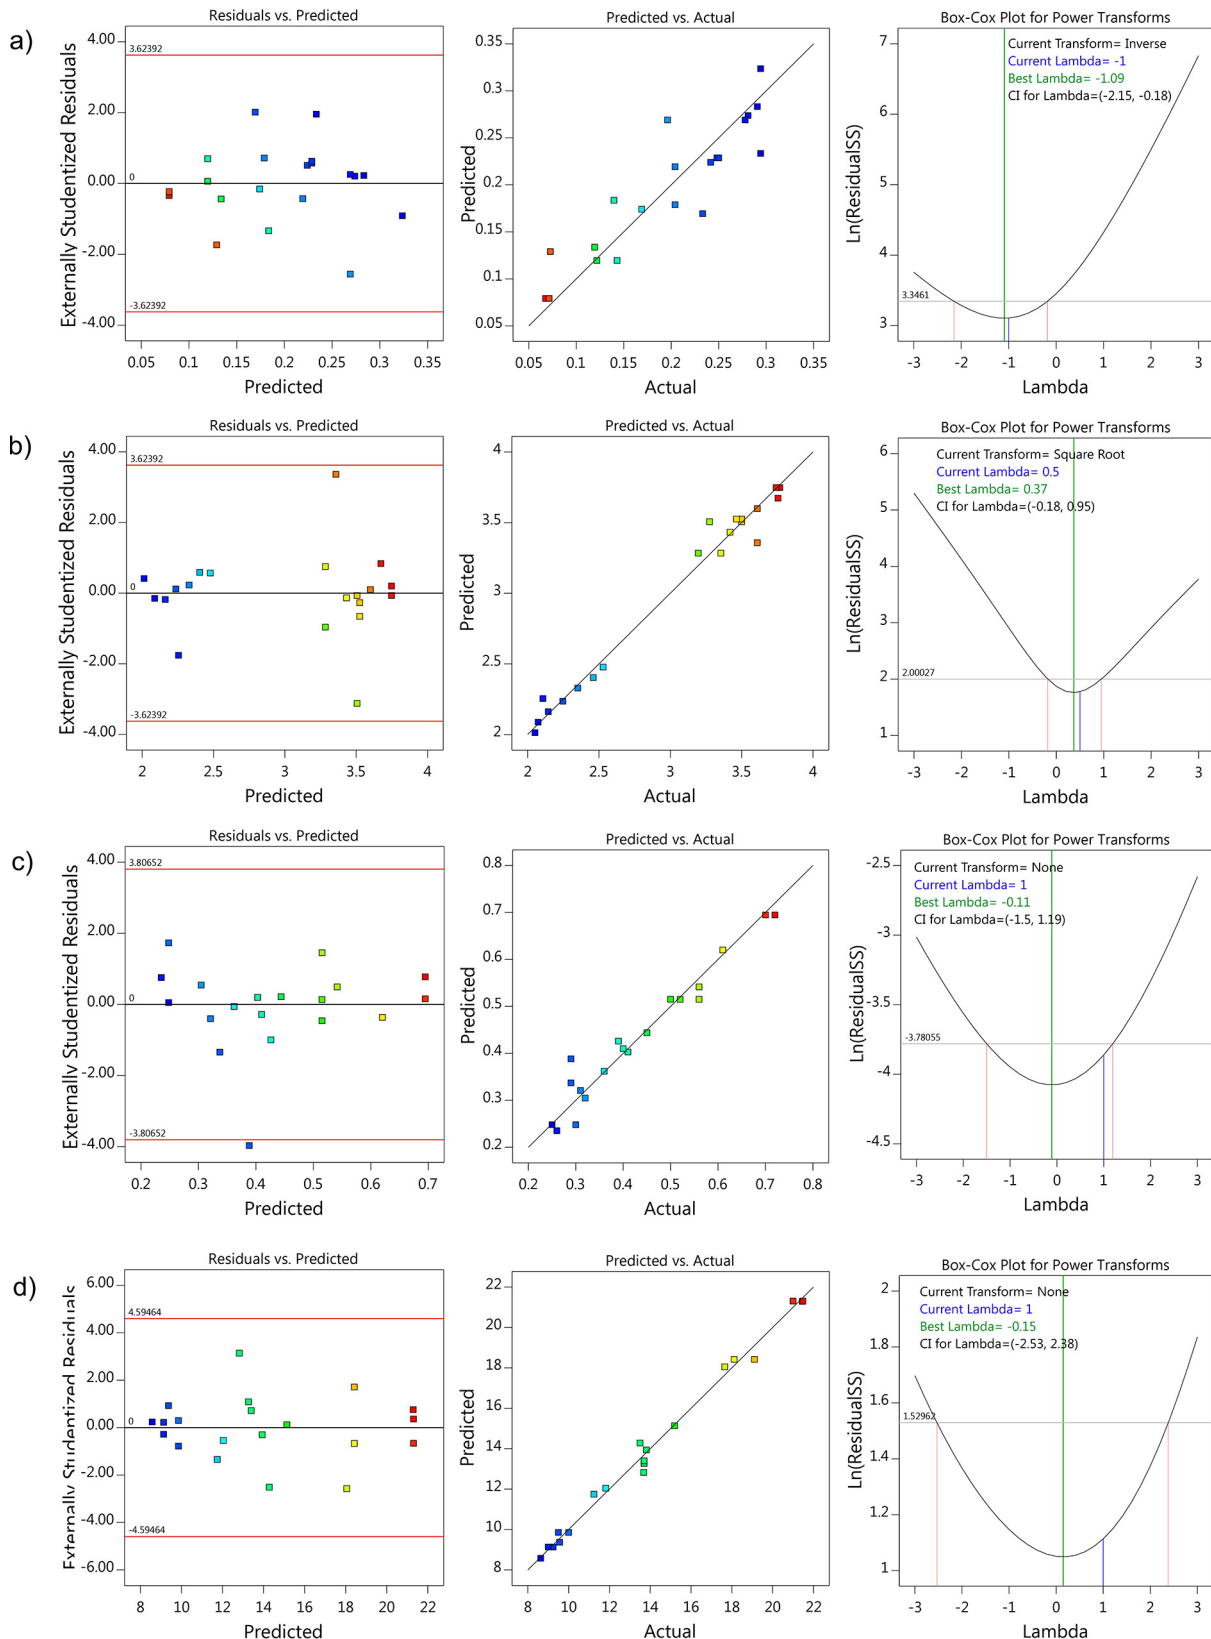 a)
Residuals vs. Predicted
Externally Studentized Residuals
4.00
2.00
0.00
-2.00
-4.00
3.62392
0
-3.62392
0.05 0.1 0.15 0.2 0.25 0.3 0.35
Predicted
Predicted vs. Actual
Predicted
0.35
0.3
0.25
0.2
0.15
0.1
0.05
0.05 0.1 0.15 0.2 0.25 0.3 0.35
Actual
Box-Cox Plot for Power Transforms
Current Transform= Inverse
Current Lambda= -1
Best Lambda= -1.09
CI for Lambda=(-2.15, -0.18)
Ln(ResidualSS)
7
6
5
4
3
3.3461
-3 -2 -1 0 1 2 3
Lambda
b)
Residuals vs. Predicted
Externally Studentized Residuals
4.00
2.00
0.00
-2.00
-4.00
3.62392
0
-3.62392
2 2.5 3 3.5 4
Predicted
Predicted vs. Actual
Predicted
4
3.5
3
2.5
2
2 2.5 3 3.5 4
Actual
Box-Cox Plot for Power Transforms
Current Transform= Square Root
Current Lambda= 0.5
Best Lambda= 0.37
CI for Lambda=(-0.18, 0.95)
Ln(ResidualSS)
6
5
4
3
2
1
2.00027
-3 -2 -1 0 1 2 3
Lambda
c)
Residuals vs. Predicted
Externally Studentized Residuals
4.00
2.00
0.00
-2.00
-4.00
3.80652
0
-3.80652
0.2 0.3 0.4 0.5 0.6 0.7
Predicted
Predicted vs. Actual
Predicted
0.8
0.7
0.6
0.5
0.4
0.3
0.2
0.2 0.3 0.4 0.5 0.6 0.7 0.8
Actual
Box-Cox Plot for Power Transforms
Current Transform= None
Current Lambda= 1
Best Lambda= -0.11
CI for Lambda=(-1.5, 1.19)
Ln(ResidualSS)
-2.5
-3
-3.5
-4
-4.5
-3.78055
-3 -2 -1 0 1 2 3
Lambda
d)
Residuals vs. Predicted
Externally Studentized Residuals
6.00
4.00
2.00
0.00
-2.00
-4.00
-6.00
4.59464
0
-4.59464
8 10 12 14 16 18 20 22
Predicted
Predicted vs. Actual
Predicted
22
20
18
16
14
12
10
8
8 10 12 14 16 18 20 22
Actual
Box-Cox Plot for Power Transforms
Current Transform= None
Current Lambda= 1
Best Lambda= -0.15
CI for Lambda=(-2.53, 2.38)
Ln(ResidualSS)
2
1.8
1.6
1.4
1.2
1
1.52962
-3 -2 -1 0 1 2 3
Lambda